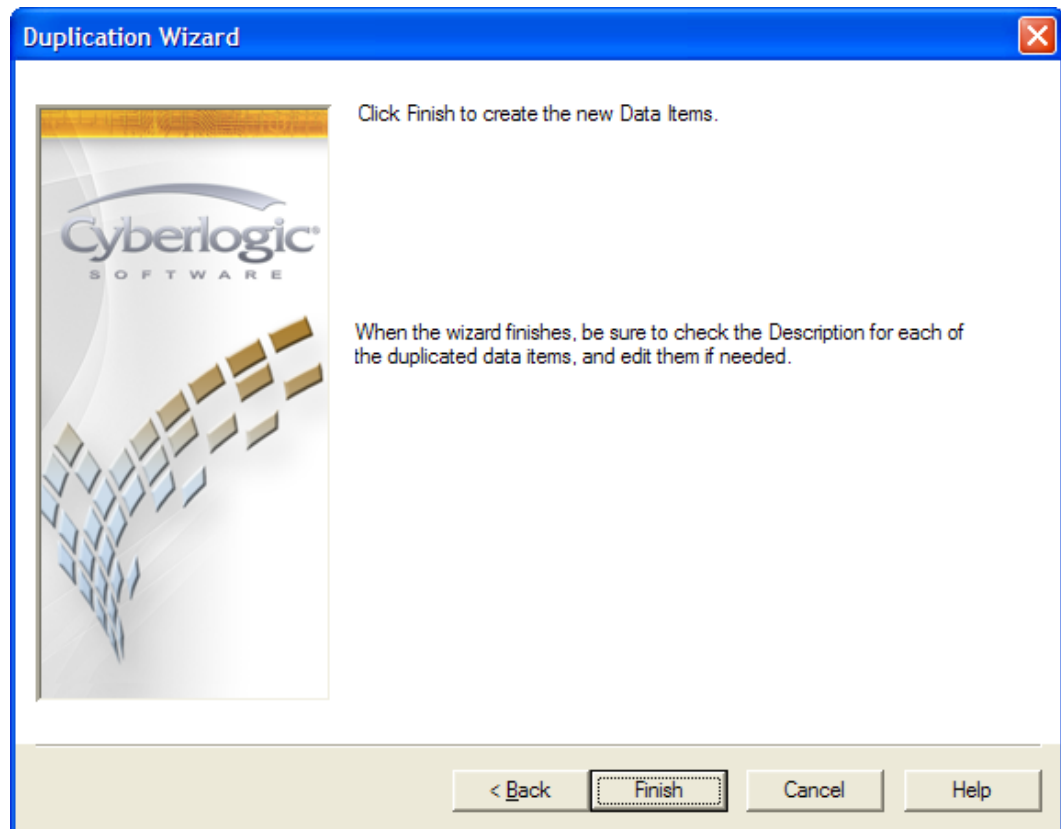 Duplication Wizard
Click Finish to create the new Data Items.
Cyberlogic®
SOFTWARE
When the wizard finishes, be sure to check the Description for each of
the duplicated data items, and edit them if needed.
< Back
Finish
Cancel
Help